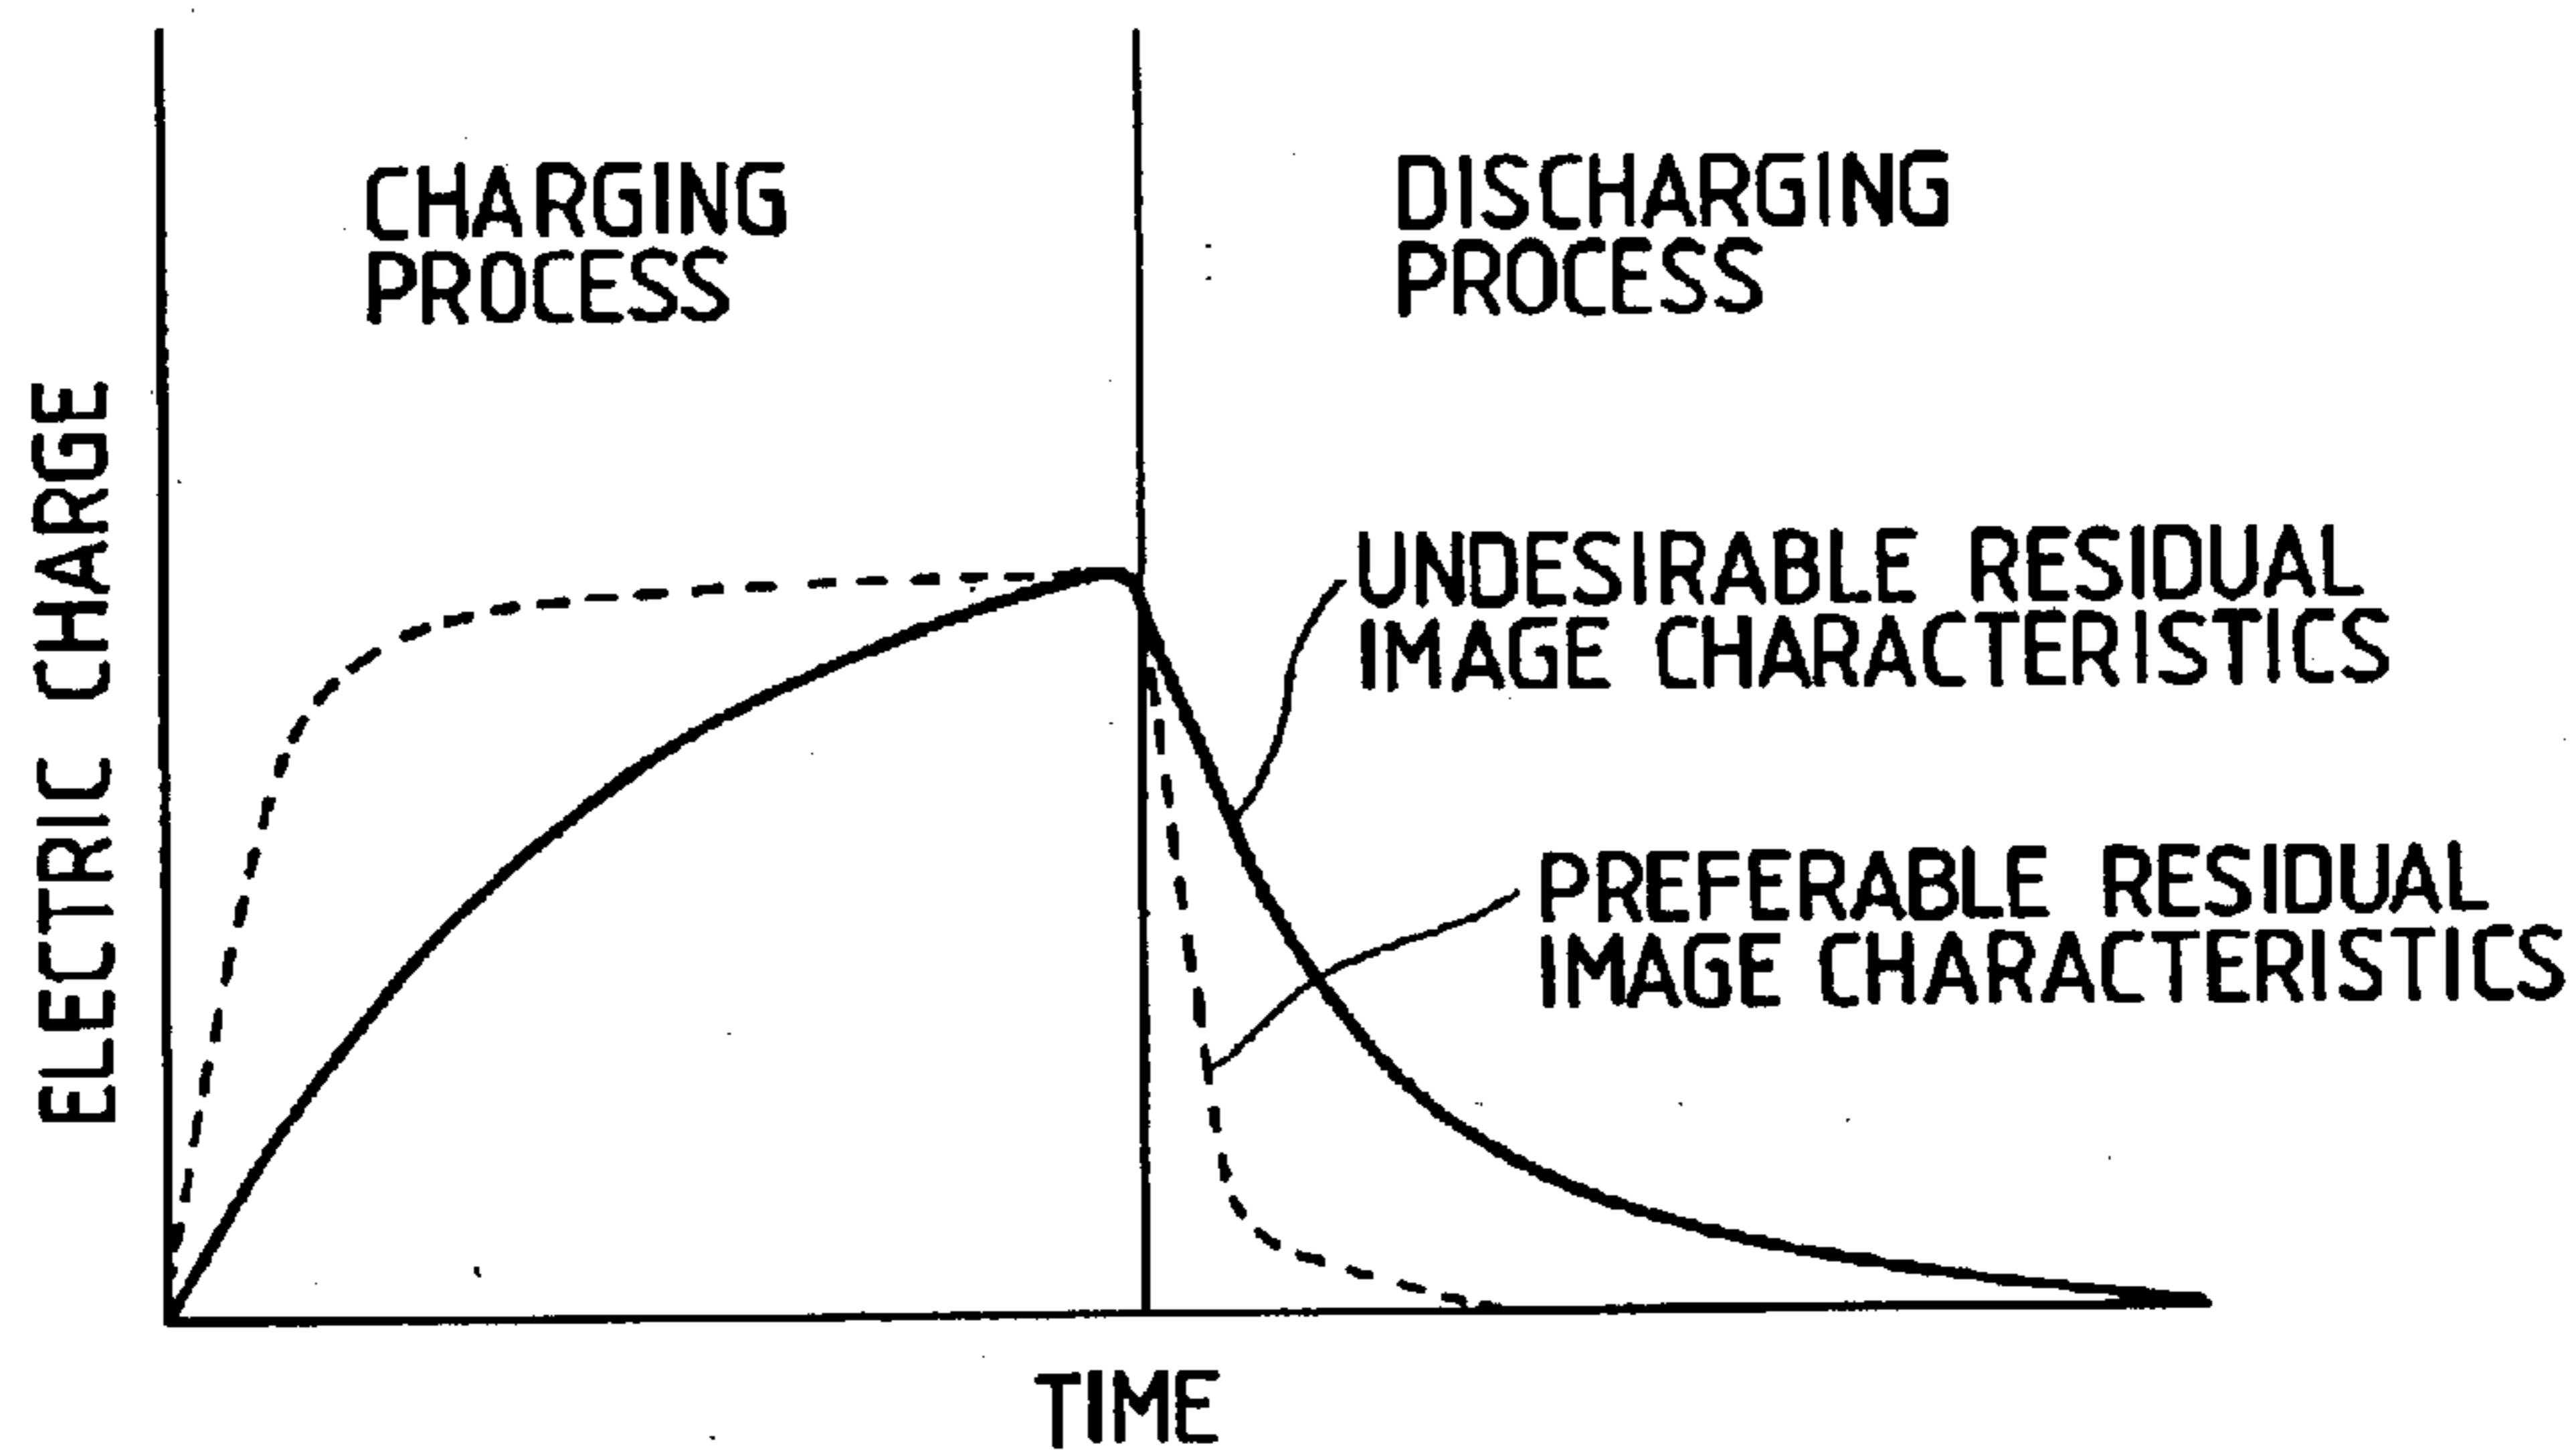 CHARGING
PROCESS
DISCHARGING
PROCESS
ELECTRIC CHARGE
UNDESIRABLE RESIDUAL
IMAGE CHARACTERISTICS
PREFERABLE RESIDUAL
IMAGE CHARACTERISTICS
TIME